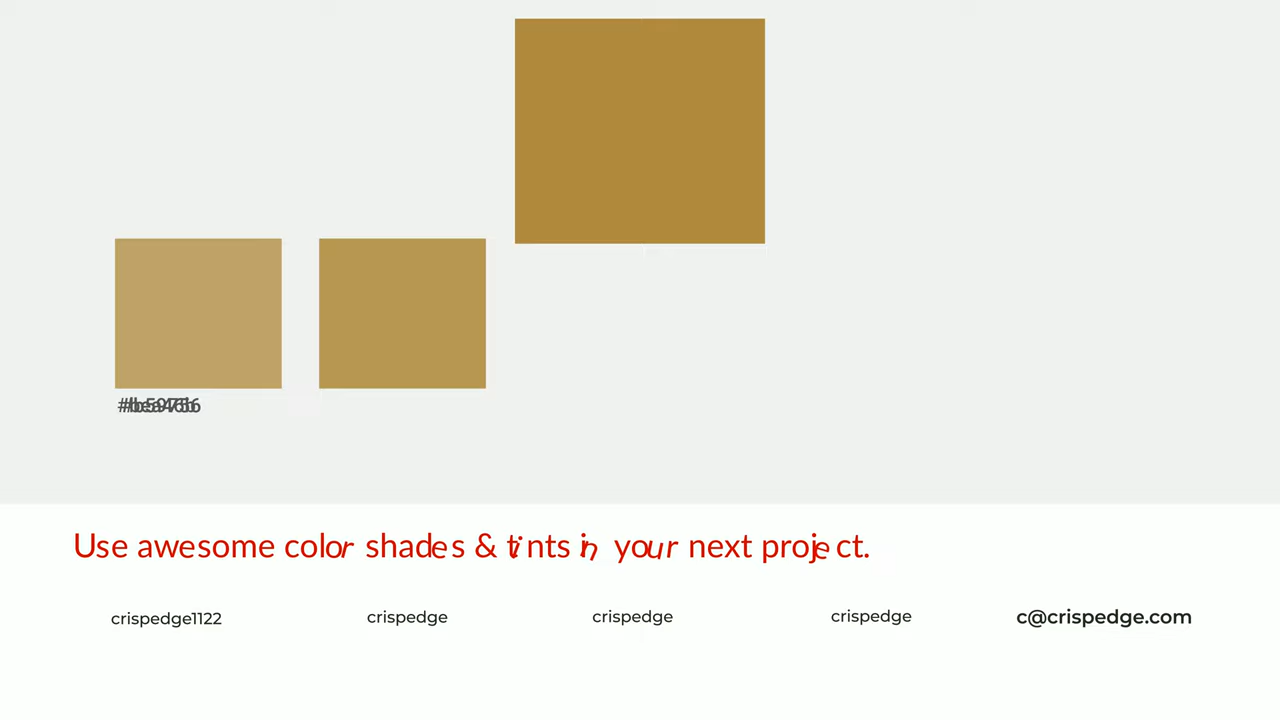 Use awesome color shades & tints in your next project.
crispedge1122 crispedge crispedge crispedge c@crispedge.com